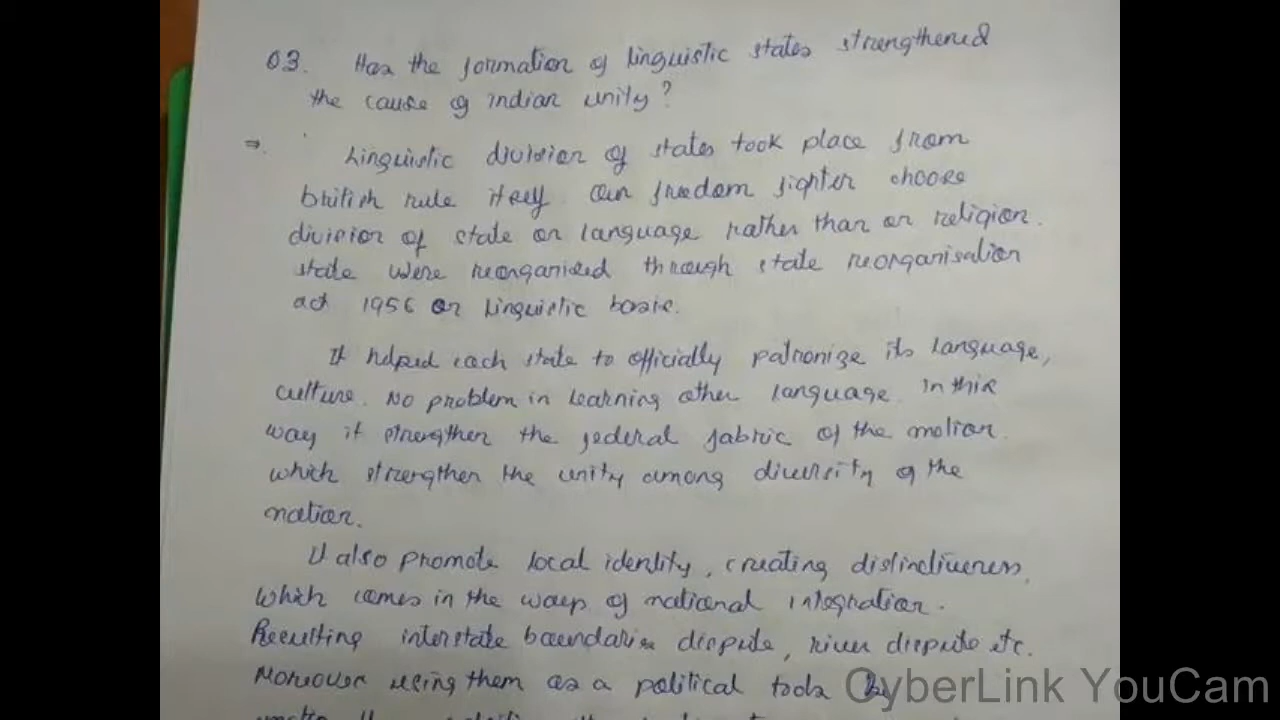 03. Has the formation of linguistic states strengthened
the cause of indian unity?
⇒. Linguistic division of states took place from
british rule itself. Our freedom fighter choose
division of state on language rather than on religion.
state were reorganised through state reorganisation
act 1956 on linguistic basis.
It helped each state to officially patronize its language,
culture. No problem in learning other language. In this
way it strengthen the federal fabric of the nation
which strengthen the unity among diversity of the
nation.
It also promote local identity, creating distinctiveness,
which comes in the ways of national integration.
Resulting interstate boundaries dispute, river dispute etc.
Moreover using them as a political tools
CyberLink YouCam